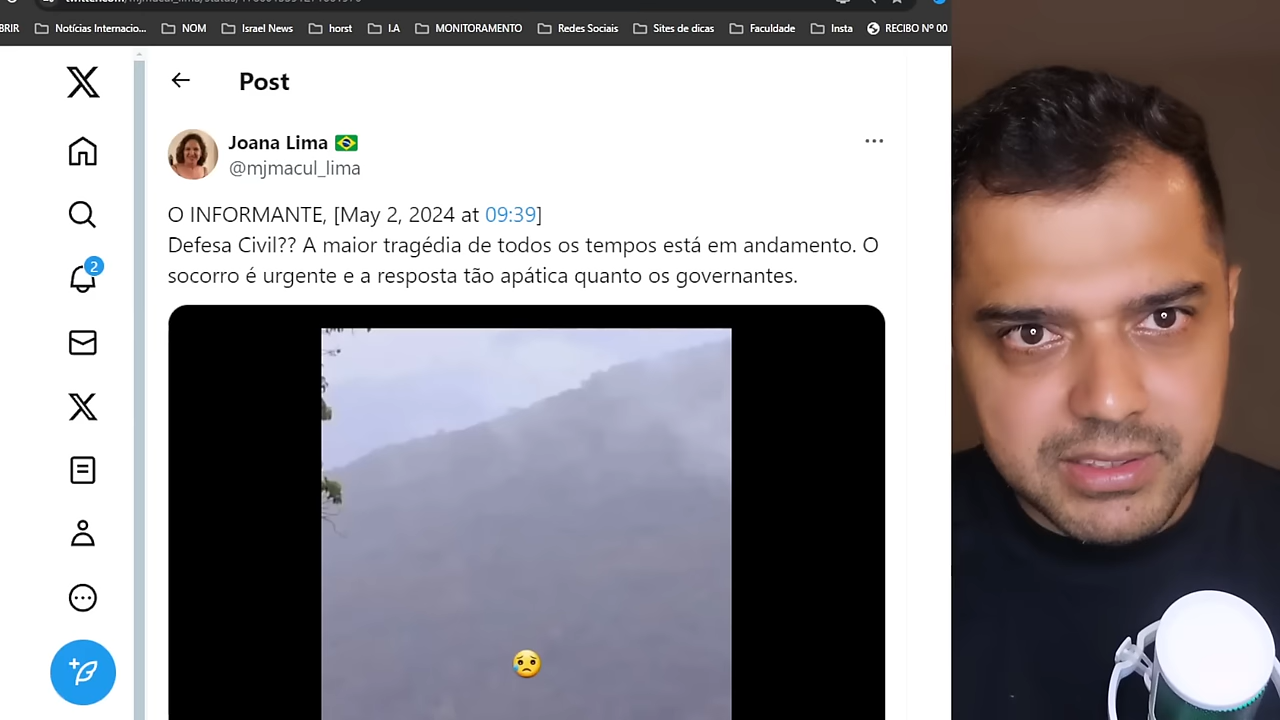 BRIR Notícias Internacio... NOM Israel News horst I.A MONITORAMENTO Redes Sociais Sites de dicas Faculdade Insta RECIBO Nº 00
Post
Joana Lima
@mjmacul_lima
2
O INFORMANTE, [May 2, 2024 at 09:39]
Defesa Civil?? A maior tragédia de todos os tempos está em andamento. O
socorro é urgente e a resposta tão apática quanto os governantes.